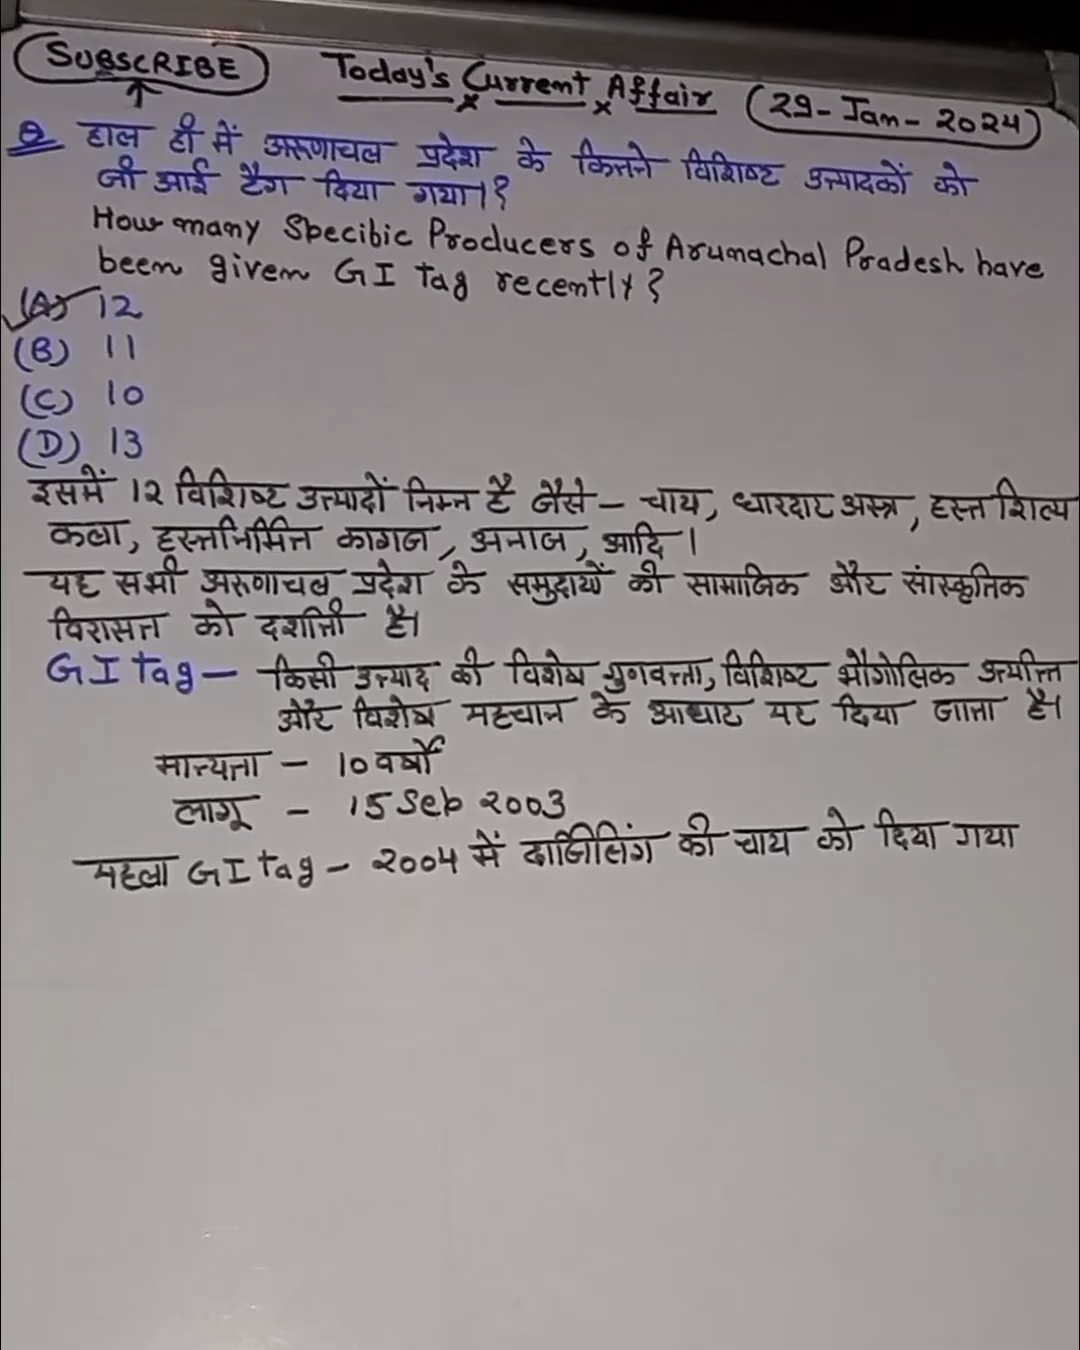 SUBSCRIBE Today's Current Affair (29-Jan-2024)
Q हाल ही में अरूणाचल प्रदेश के कितने विशिष्ट उत्पादकों को
जी आई टैग दिया गया।?
How many Specibic Producers of Arunachal Pradesh have
been given GI tag recently?
(A) 12
(B) 11
(C) 10
(D) 13
इसमें 12 विशिष्ट उत्पादों निम्न है जैसे - चाय, धारदार अस्त्र, हस्त शिल्प
कला, हस्तनिर्मित कागज, अनाज, आदि।
यह सभी अरूणाचल प्रदेश के समुदायों की सामाजिक और सांस्कृतिक
विरासत को दर्शाती है।
GI tag - किसी उत्पाद की विशेष गुणवत्ता, विशिष्ट भौगोलिक उत्पत्ति
और विशेष पहचान के आधार पर दिया जाता है।
मान्यता - 10 वर्षों
लागू - 15 Seb 2003
पहला GI tag - 2004 में दार्जिलिंग की चाय को दिया गया